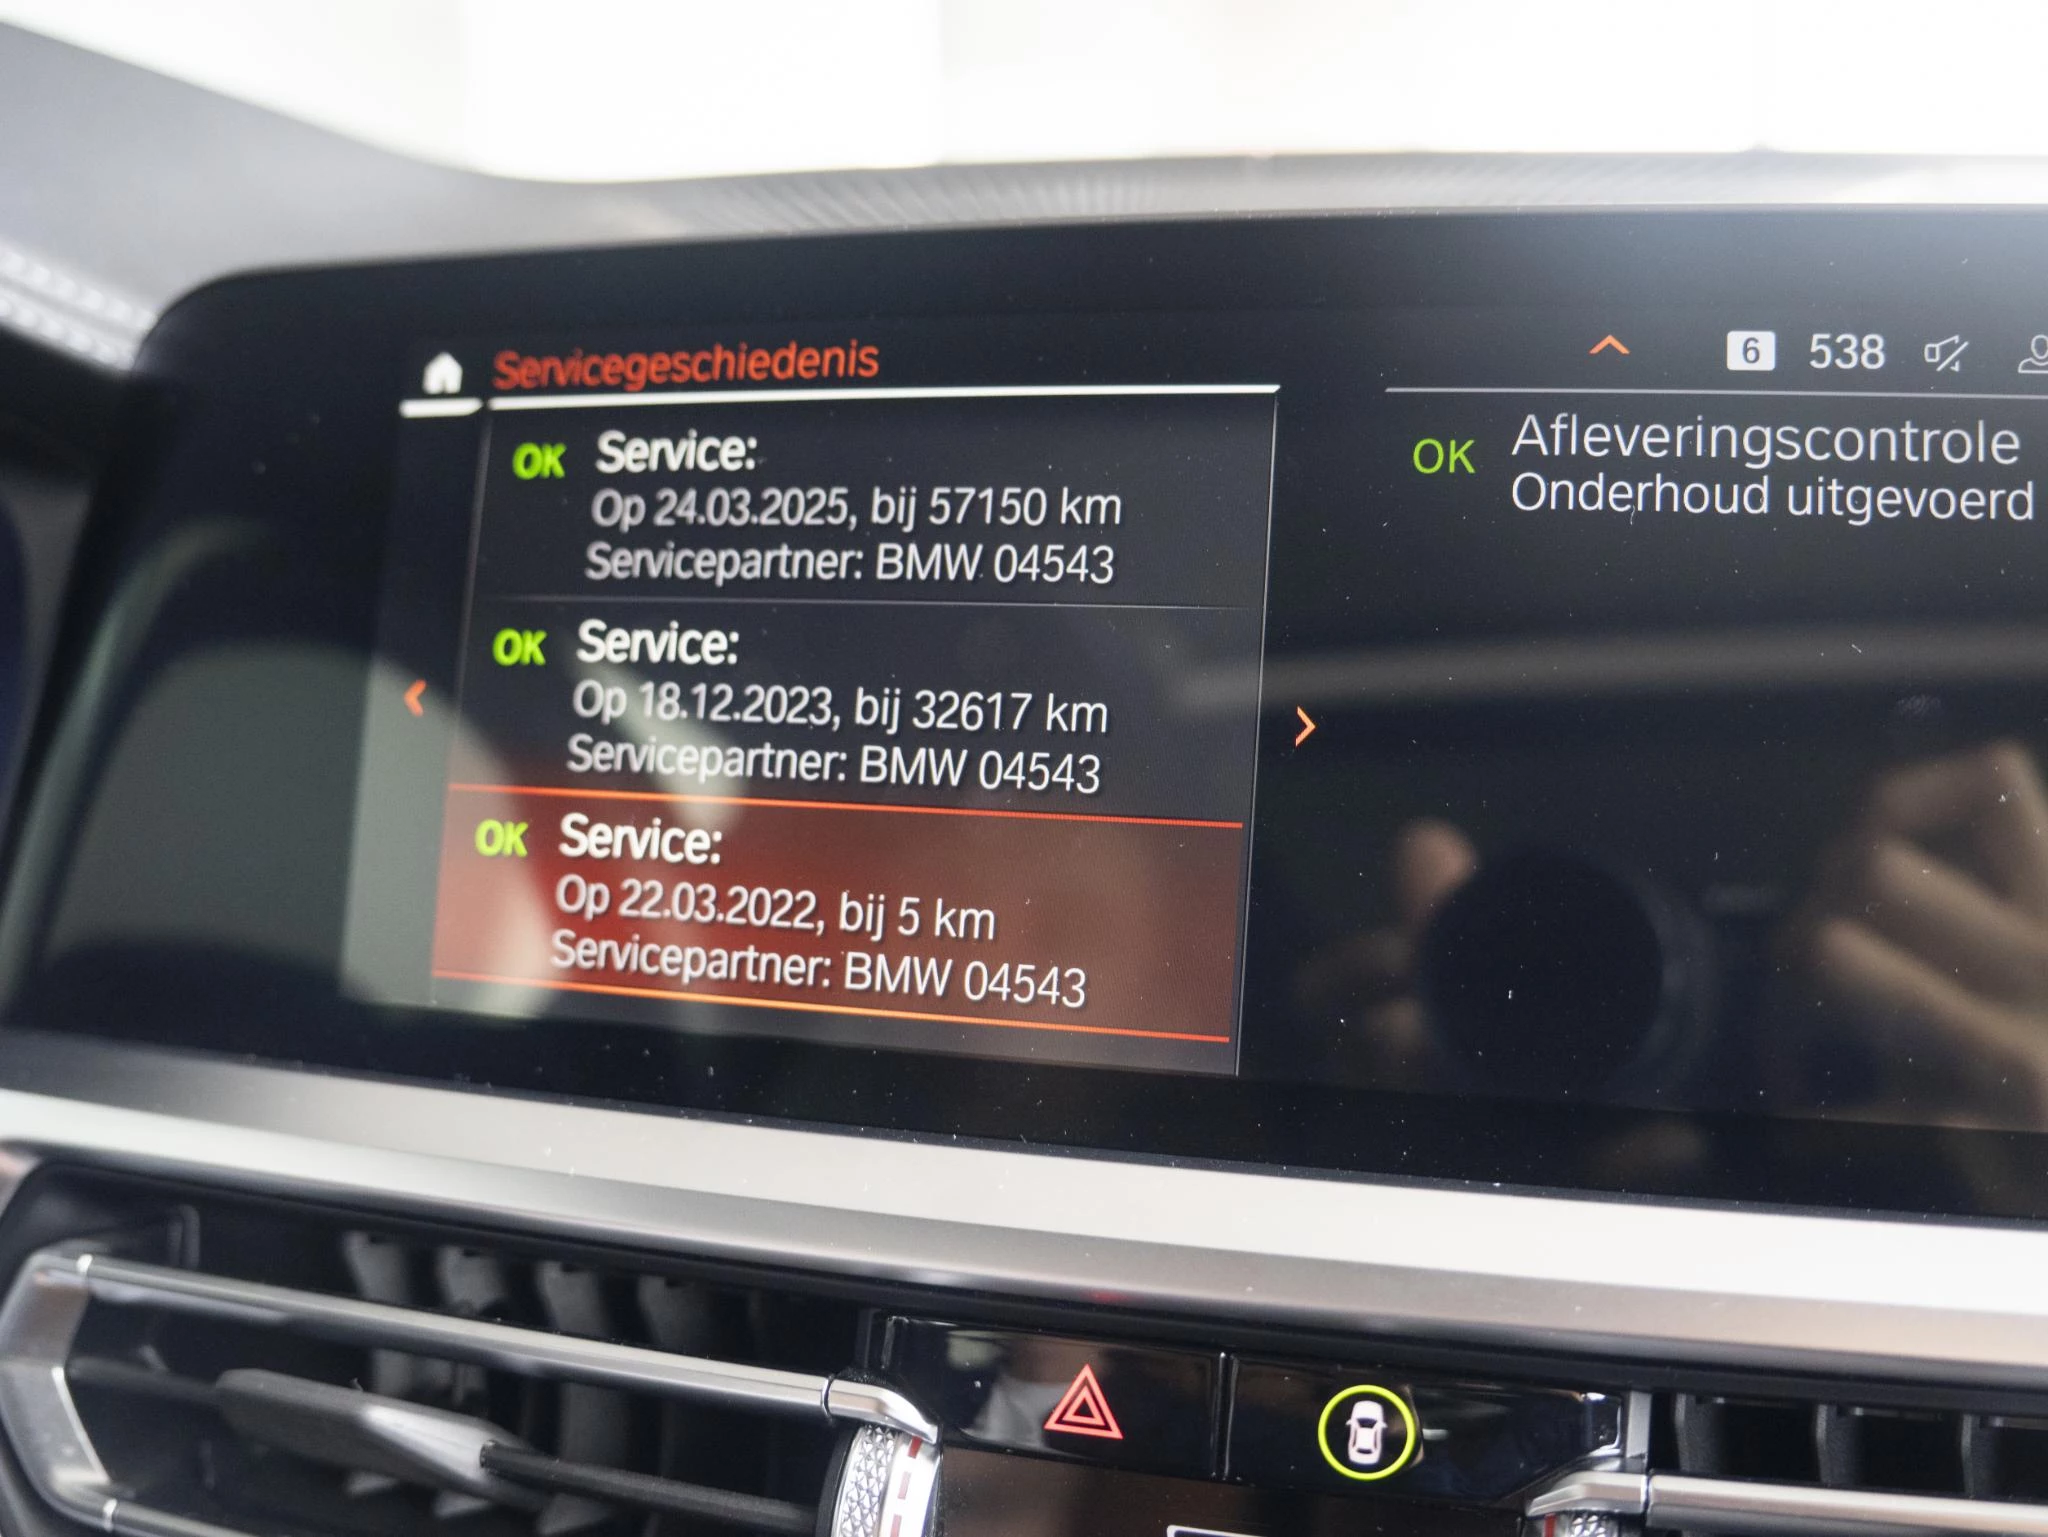 Servicegeschiedenis
6 538
OK Service:
Op 24.03.2025, bij 57150 km
Servicepartner: BMW 04543
OK Service:
Op 18.12.2023, bij 32617 km
Servicepartner: BMW 04543
OK Service:
Op 22.03.2022, bij 5 km
Servicepartner: BMW 04543
OK Afleveringscontrole
Onderhoud uitgevoerd